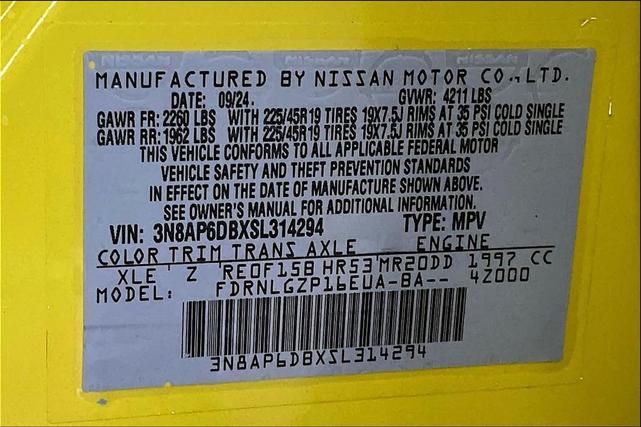 MANUFACTURED BY NISSAN MOTOR CO., LTD.
DATE: 09/24. GVWR: 4211 LBS
GAWR FR: 2260 LBS WITH 225/45R19 TIRES 19X7.5J RIMS AT 35 PSI COLD SINGLE
GAWR RR: 1962 LBS WITH 225/45R19 TIRES 19X7.5J RIMS AT 35 PSI COLD SINGLE
THIS VEHICLE CONFORMS TO ALL APPLICABLE FEDERAL MOTOR
VEHICLE SAFETY AND THEFT PREVENTION STANDARDS
IN EFFECT ON THE DATE OF MANUFACTURE SHOWN ABOVE.
SEE OWNER'S MANUAL FOR ADDITIONAL INFORMATION.
VIN: 3N8AP6DBXSL314294 TYPE: MPV
COLOR TRIM TRANS AXLE ENGINE
XLE Z RE0F15B HR53 MR20DD 1997 CC
MODEL: FDRNLGZP16EUA-BA-- 4Z000
3N8AP6DBXSL314294